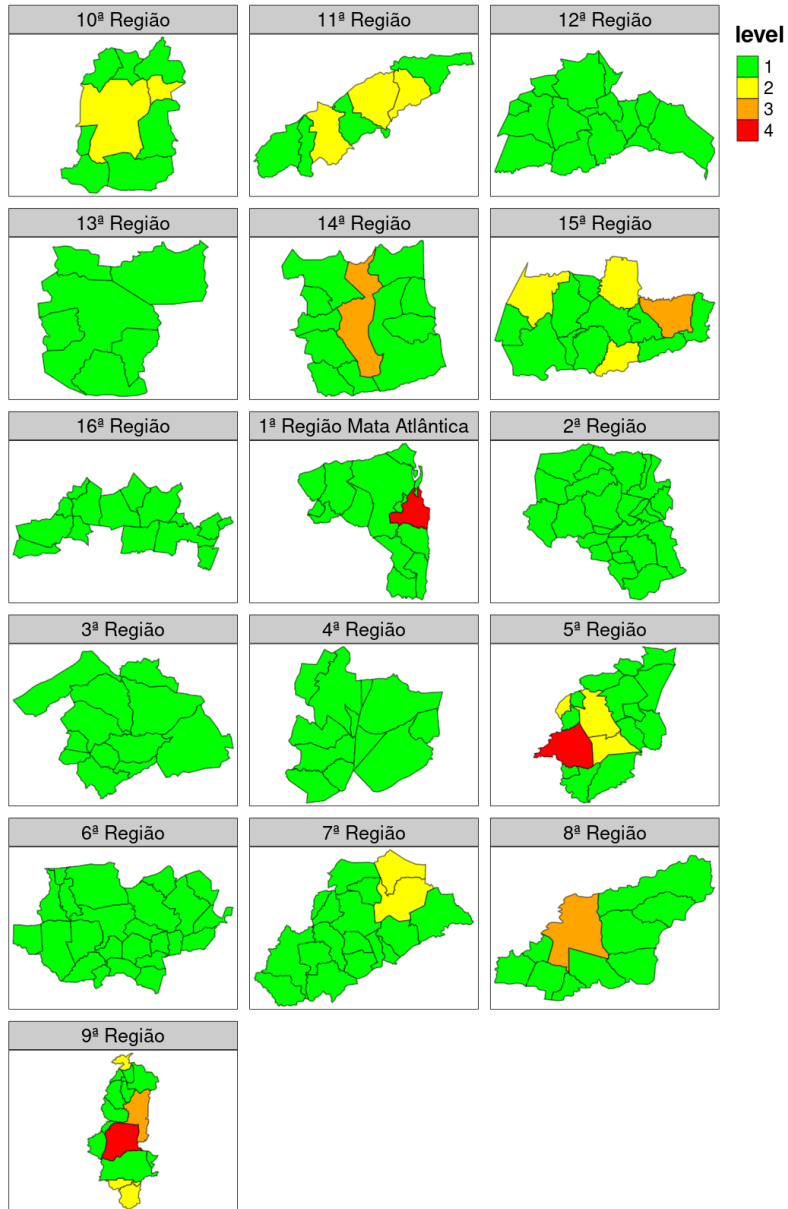 10ª Região
11ª Região
12ª Região
level
1
2
3
4
13ª Região
14ª Região
15ª Região
16ª Região
1ª Região Mata Atlântica
2ª Região
3ª Região
4ª Região
5ª Região
6ª Região
7ª Região
8ª Região
9ª Região